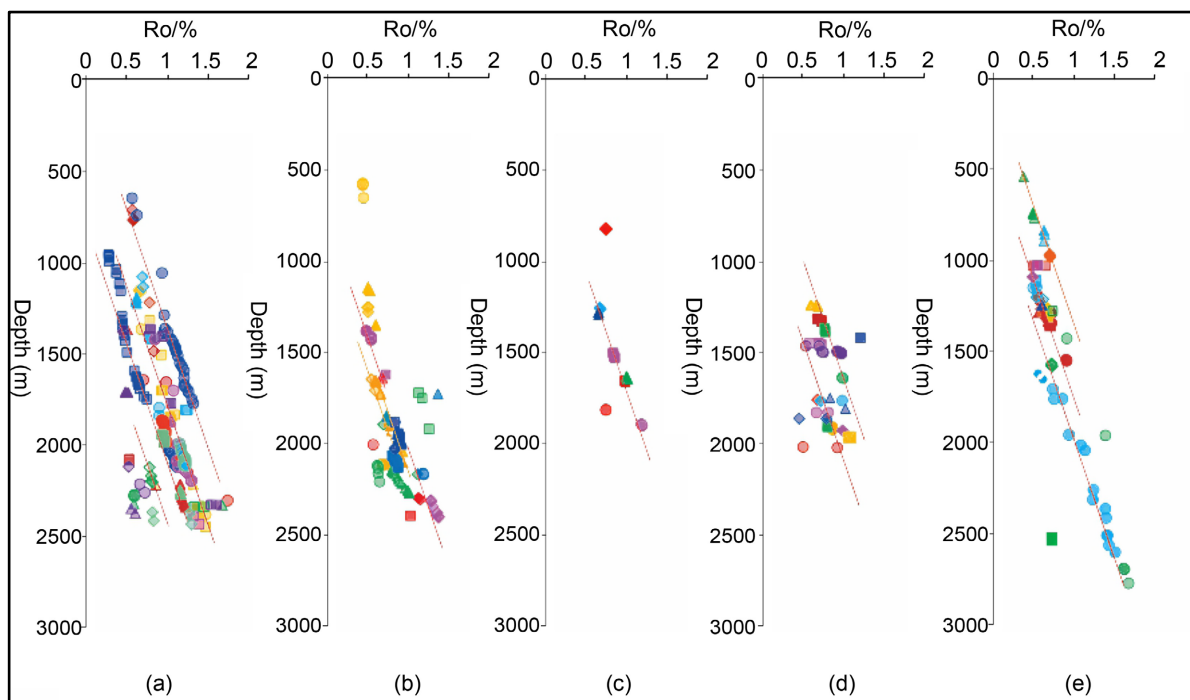 Ro/% Ro/% Ro/% Ro/% Ro/%
0 0.5 1 1.5 2 0 0.5 1 1.5 2 0 0.5 1 1.5 2 0 0.5 1 1.5 2 0 0.5 1 1.5 2
0 0 0 0 0
500 500 500 500 500
1000 1000 1000 1000 1000
1500 1500 1500 1500 1500
2000 2000 2000 2000 2000
2500 2500 2500 2500 2500
3000 3000 3000 3000 3000
Depth (m)
Depth (m)
Depth (m)
Depth (m)
Depth (m)
(a) (b) (c) (d) (e)